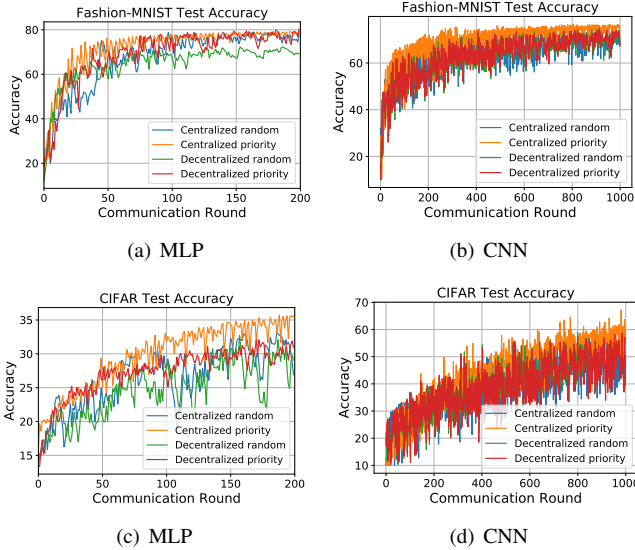 Fashion-MNIST Test Accuracy
80
60
40
20
Accuracy
0
50
100
150
200
Communication Round
Centralized random
Centralized priority
Decentralized random
Decentralized priority
(a) MLP
Fashion-MNIST Test Accuracy
60
40
20
Accuracy
0
200
400
600
800
1000
Communication Round
Centralized random
Centralized priority
Decentralized random
Decentralized priority
(b) CNN
CIFAR Test Accuracy
35
30
25
20
15
Accuracy
0
50
100
150
200
Communication Round
Centralized random
Centralized priority
Decentralized random
Decentralized priority
(c) MLP
CIFAR Test Accuracy
70
60
50
40
30
20
10
Accuracy
0
200
400
600
800
1000
Communication Round
Centralized random
Centralized priority
Decentralized random
Decentralized priority
(d) CNN